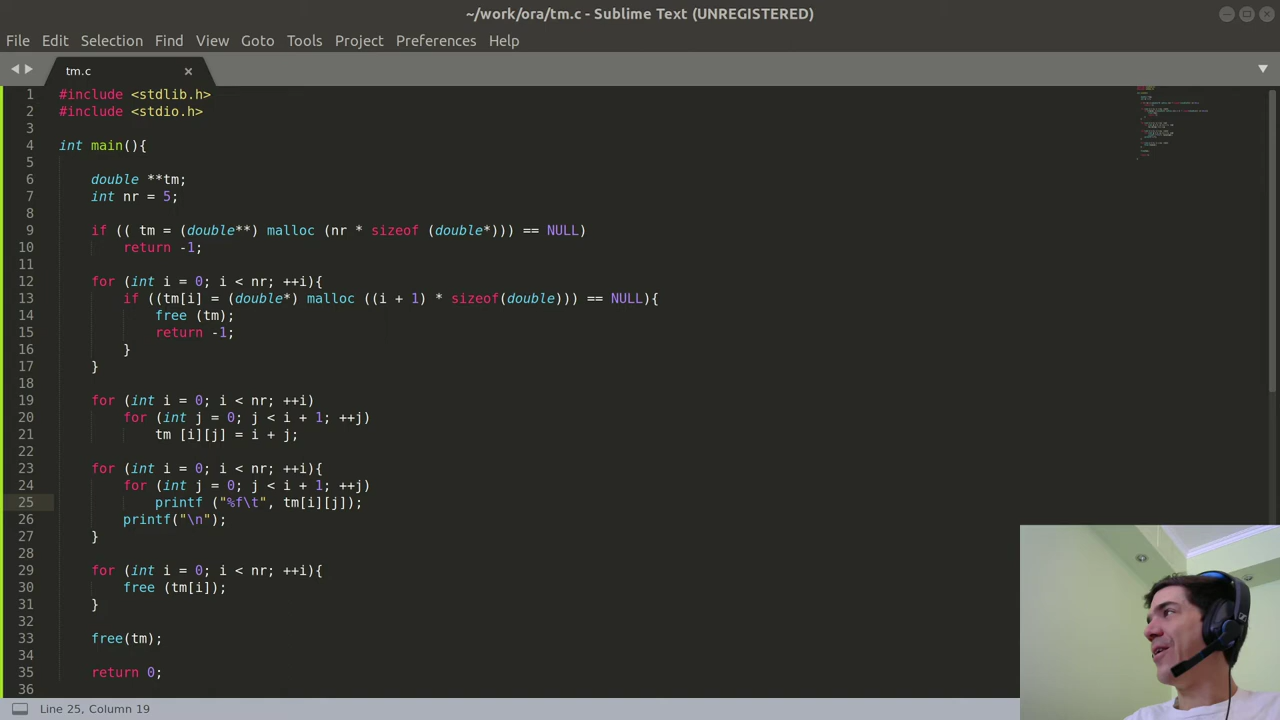 ~/work/ora/tm.c - Sublime Text (UNREGISTERED)
File Edit Selection Find View Goto Tools Project Preferences Help
tm.c
1 #include <stdlib.h>
2 #include <stdio.h>
3
4 int main(){
5
6 double **tm;
7 int nr = 5;
8
9 if (( tm = (double**) malloc (nr * sizeof (double*))) == NULL)
10 return -1;
11
12 for (int i = 0; i < nr; ++i){
13 if ((tm[i] = (double*) malloc ((i + 1) * sizeof(double))) == NULL){
14 free (tm);
15 return -1;
16 }
17 }
18
19 for (int i = 0; i < nr; ++i)
20 for (int j = 0; j < i + 1; ++j)
21 tm [i][j] = i + j;
22
23 for (int i = 0; i < nr; ++i){
24 for (int j = 0; j < i + 1; ++j)
25 printf ("%f\t", tm[i][j]);
26 printf("\n");
27 }
28
29 for (int i = 0; i < nr; ++i){
30 free (tm[i]);
31 }
32
33 free(tm);
34
35 return 0;
36
Line 25, Column 19